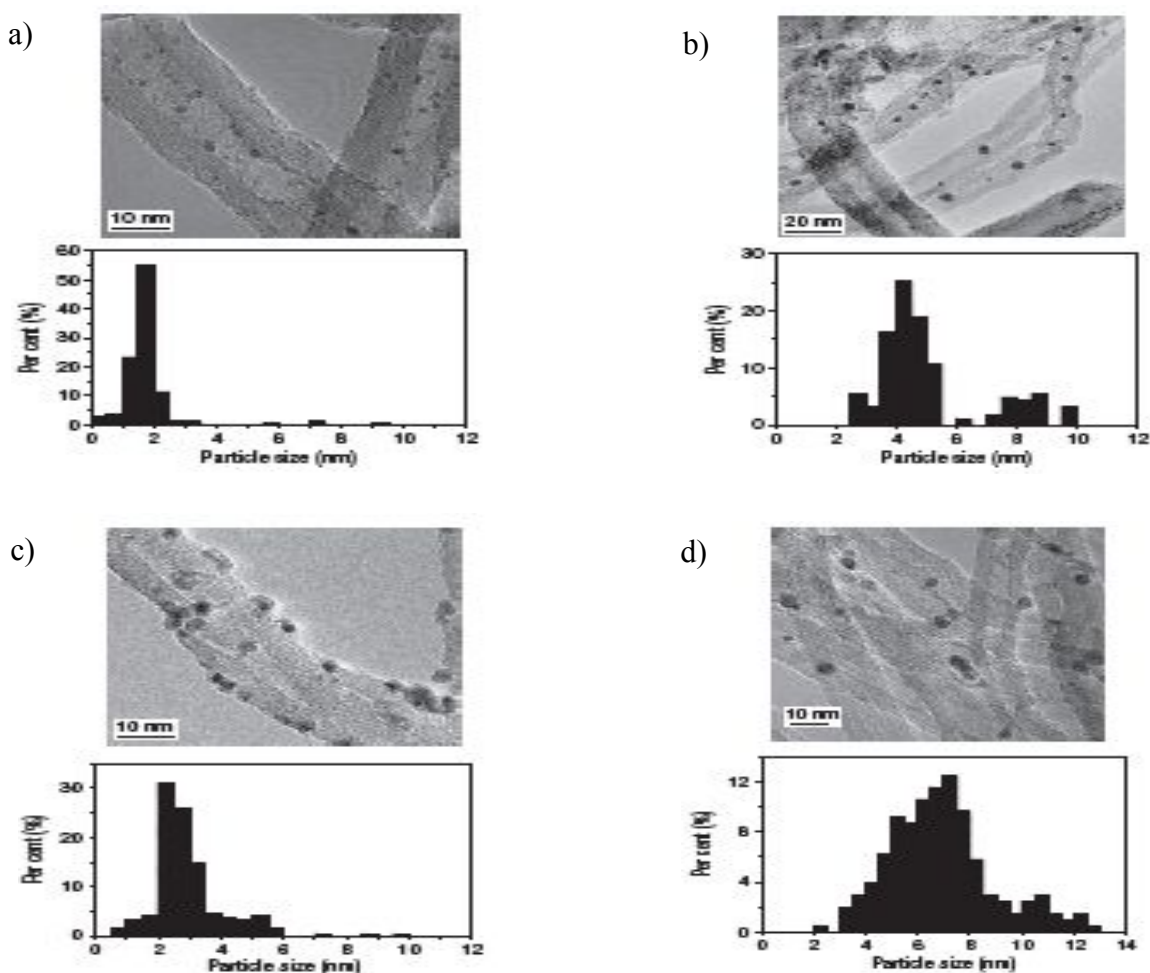 a)
10 nm
60
50
40
30
20
10
0
Per cent (%)
0 2 4 6 8 10 12
Particle size (nm)
b)
20 nm
30
20
10
0
Per cent (%)
0 2 4 6 8 10 12
Particle size (nm)
c)
10 nm
30
20
10
0
Per cent (%)
0 2 4 6 8 10 12
Particle size (nm)
d)
10 nm
12
8
4
0
Per cent (%)
0 2 4 6 8 10 12 14
Particle size (nm)